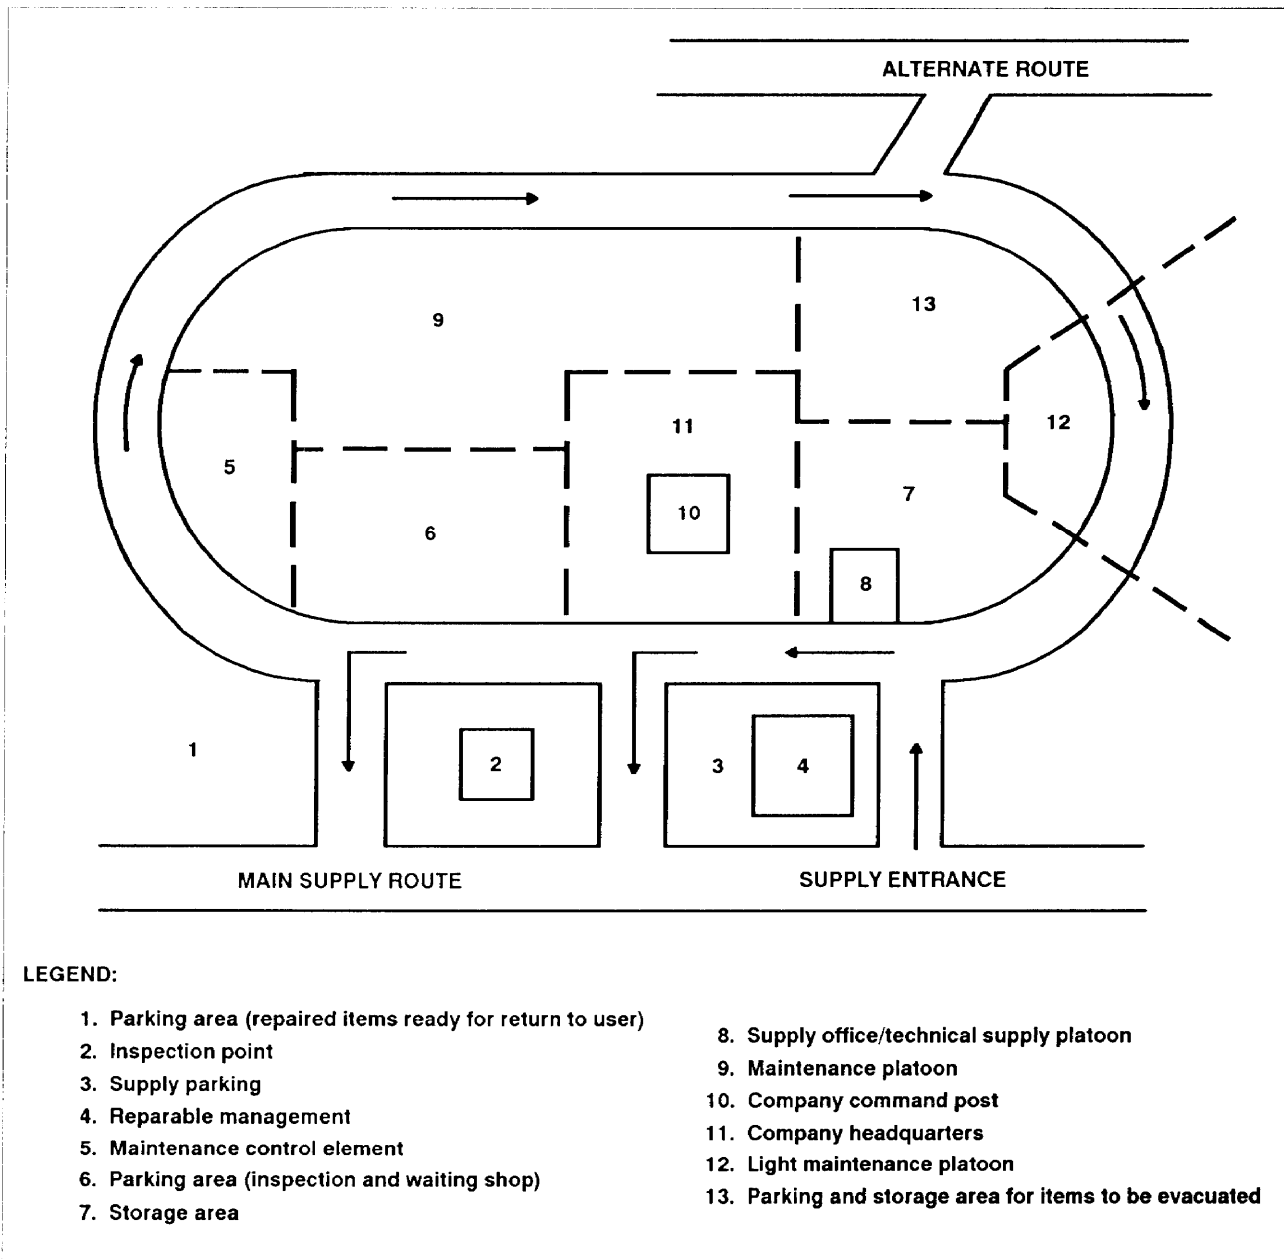 ALTERNATE ROUTE
9
13
11
12
5
7
10
6
8
1
2
3
4
MAIN SUPPLY ROUTE
SUPPLY ENTRANCE
LEGEND:
1. Parking area (repaired items ready for return to user)
2. Inspection point
3. Supply parking
4. Reparable management
5. Maintenance control element
6. Parking area (inspection and waiting shop)
7. Storage area
8. Supply office/technical supply platoon
9. Maintenance platoon
10. Company command post
11. Company headquarters
12. Light maintenance platoon
13. Parking and storage area for items to be evacuated